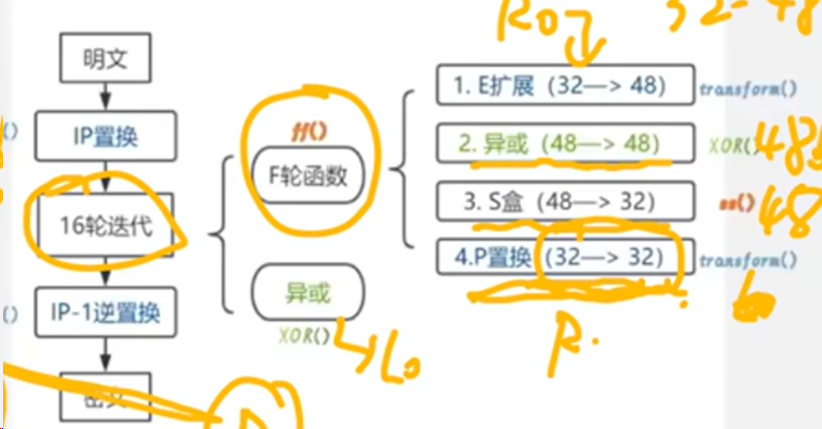 R0
32-48
明文
1. E扩展（32—> 48）
transform()
ff()
()
IP置换
2. 异或（48—> 48）
XOR()
48
F轮函数
16轮迭代
3. S盒（48—> 32）
ss()
48
4.P置换（32—> 32）
transform()
异或
()
IP-1逆置换
XOR()
L0
R
密文